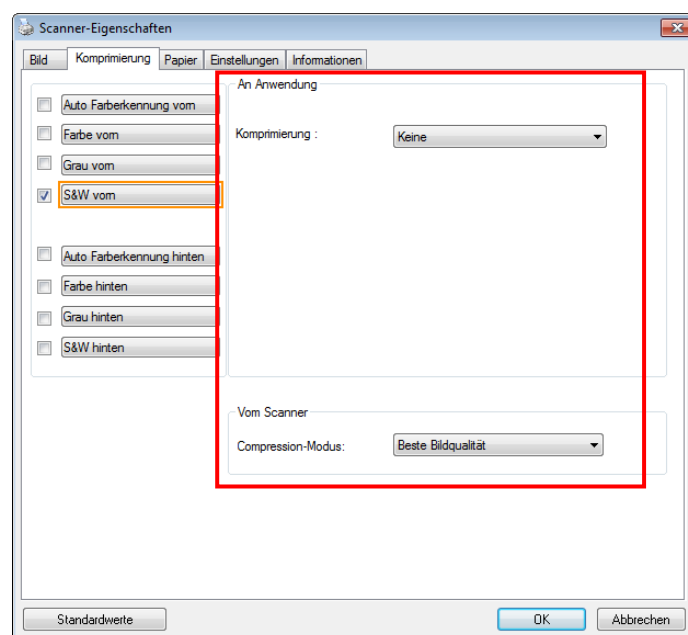 Scanner-Eigenschaften
Bild Komprimierung Papier Einstellungen Informationen
An Anwendung
Auto Farberkennung vorn
Farbe vorn
Komprimierung :
Keine
Grau vorn
S&W vorn
Auto Farberkennung hinten
Farbe hinten
Grau hinten
S&W hinten
Vom Scanner
Compression-Modus:
Beste Bildqualität
Standardwerte
OK
Abbrechen